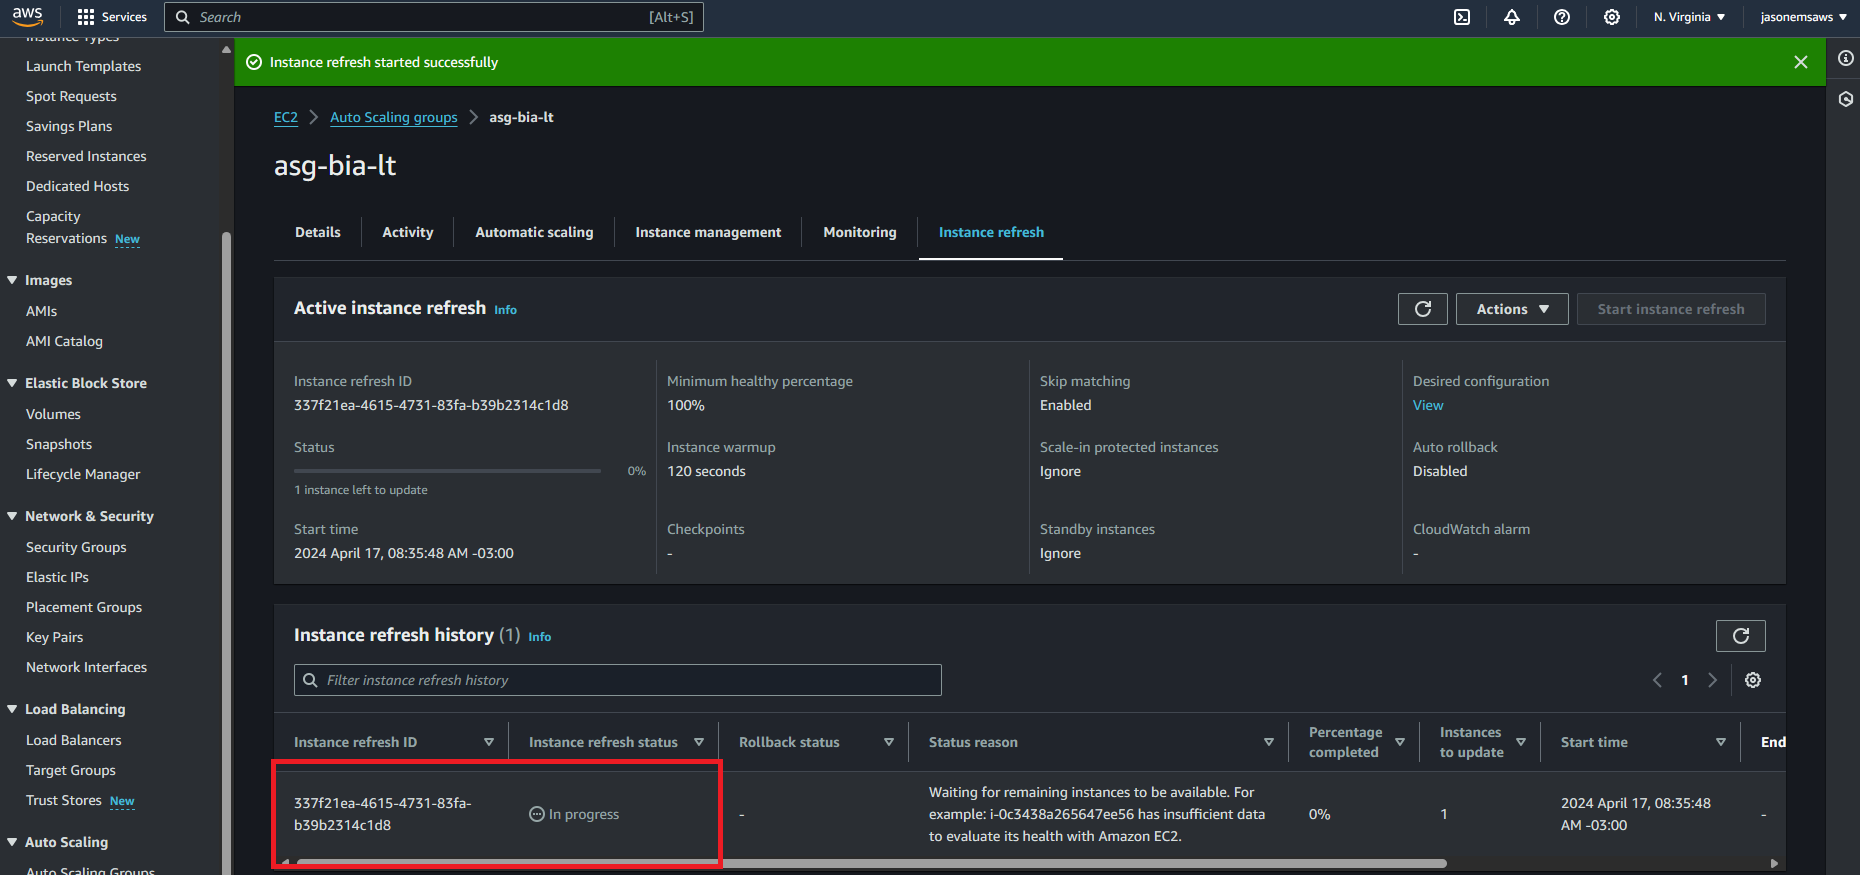 aws
Services
Search
[Alt+S]
N. Virginia
jasonemsaws
Instance Types
Launch Templates
Spot Requests
Savings Plans
Reserved Instances
Dedicated Hosts
Capacity
Reservations New
Images
AMIs
AMI Catalog
Elastic Block Store
Volumes
Snapshots
Lifecycle Manager
Network & Security
Security Groups
Elastic IPs
Placement Groups
Key Pairs
Network Interfaces
Load Balancing
Load Balancers
Target Groups
Trust Stores New
Auto Scaling
Auto Scaling Groups
Instance refresh started successfully
EC2 Auto Scaling groups asg-bia-lt
asg-bia-lt
Details Activity Automatic scaling Instance management Monitoring Instance refresh
Active instance refresh Info
Actions Start instance refresh
Instance refresh ID
337f21ea-4615-4731-83fa-b39b2314c1d8
Minimum healthy percentage
100%
Skip matching
Enabled
Desired configuration
View
Status
0%
1 instance left to update
Instance warmup
120 seconds
Scale-in protected instances
Ignore
Auto rollback
Disabled
Start time
2024 April 17, 08:35:48 AM -03:00
Checkpoints
-
Standby instances
Ignore
CloudWatch alarm
-
Instance refresh history (1) Info
Filter instance refresh history
1
Instance refresh ID
Instance refresh status
Rollback status
Status reason
Percentage
completed
Instances
to update
Start time
End
337f21ea-4615-4731-83fa-
b39b2314c1d8
In progress
-
Waiting for remaining instances to be available. For
example: i-0c3438a265647ee56 has insufficient data
to evaluate its health with Amazon EC2.
0%
1
2024 April 17, 08:35:48
AM -03:00
-